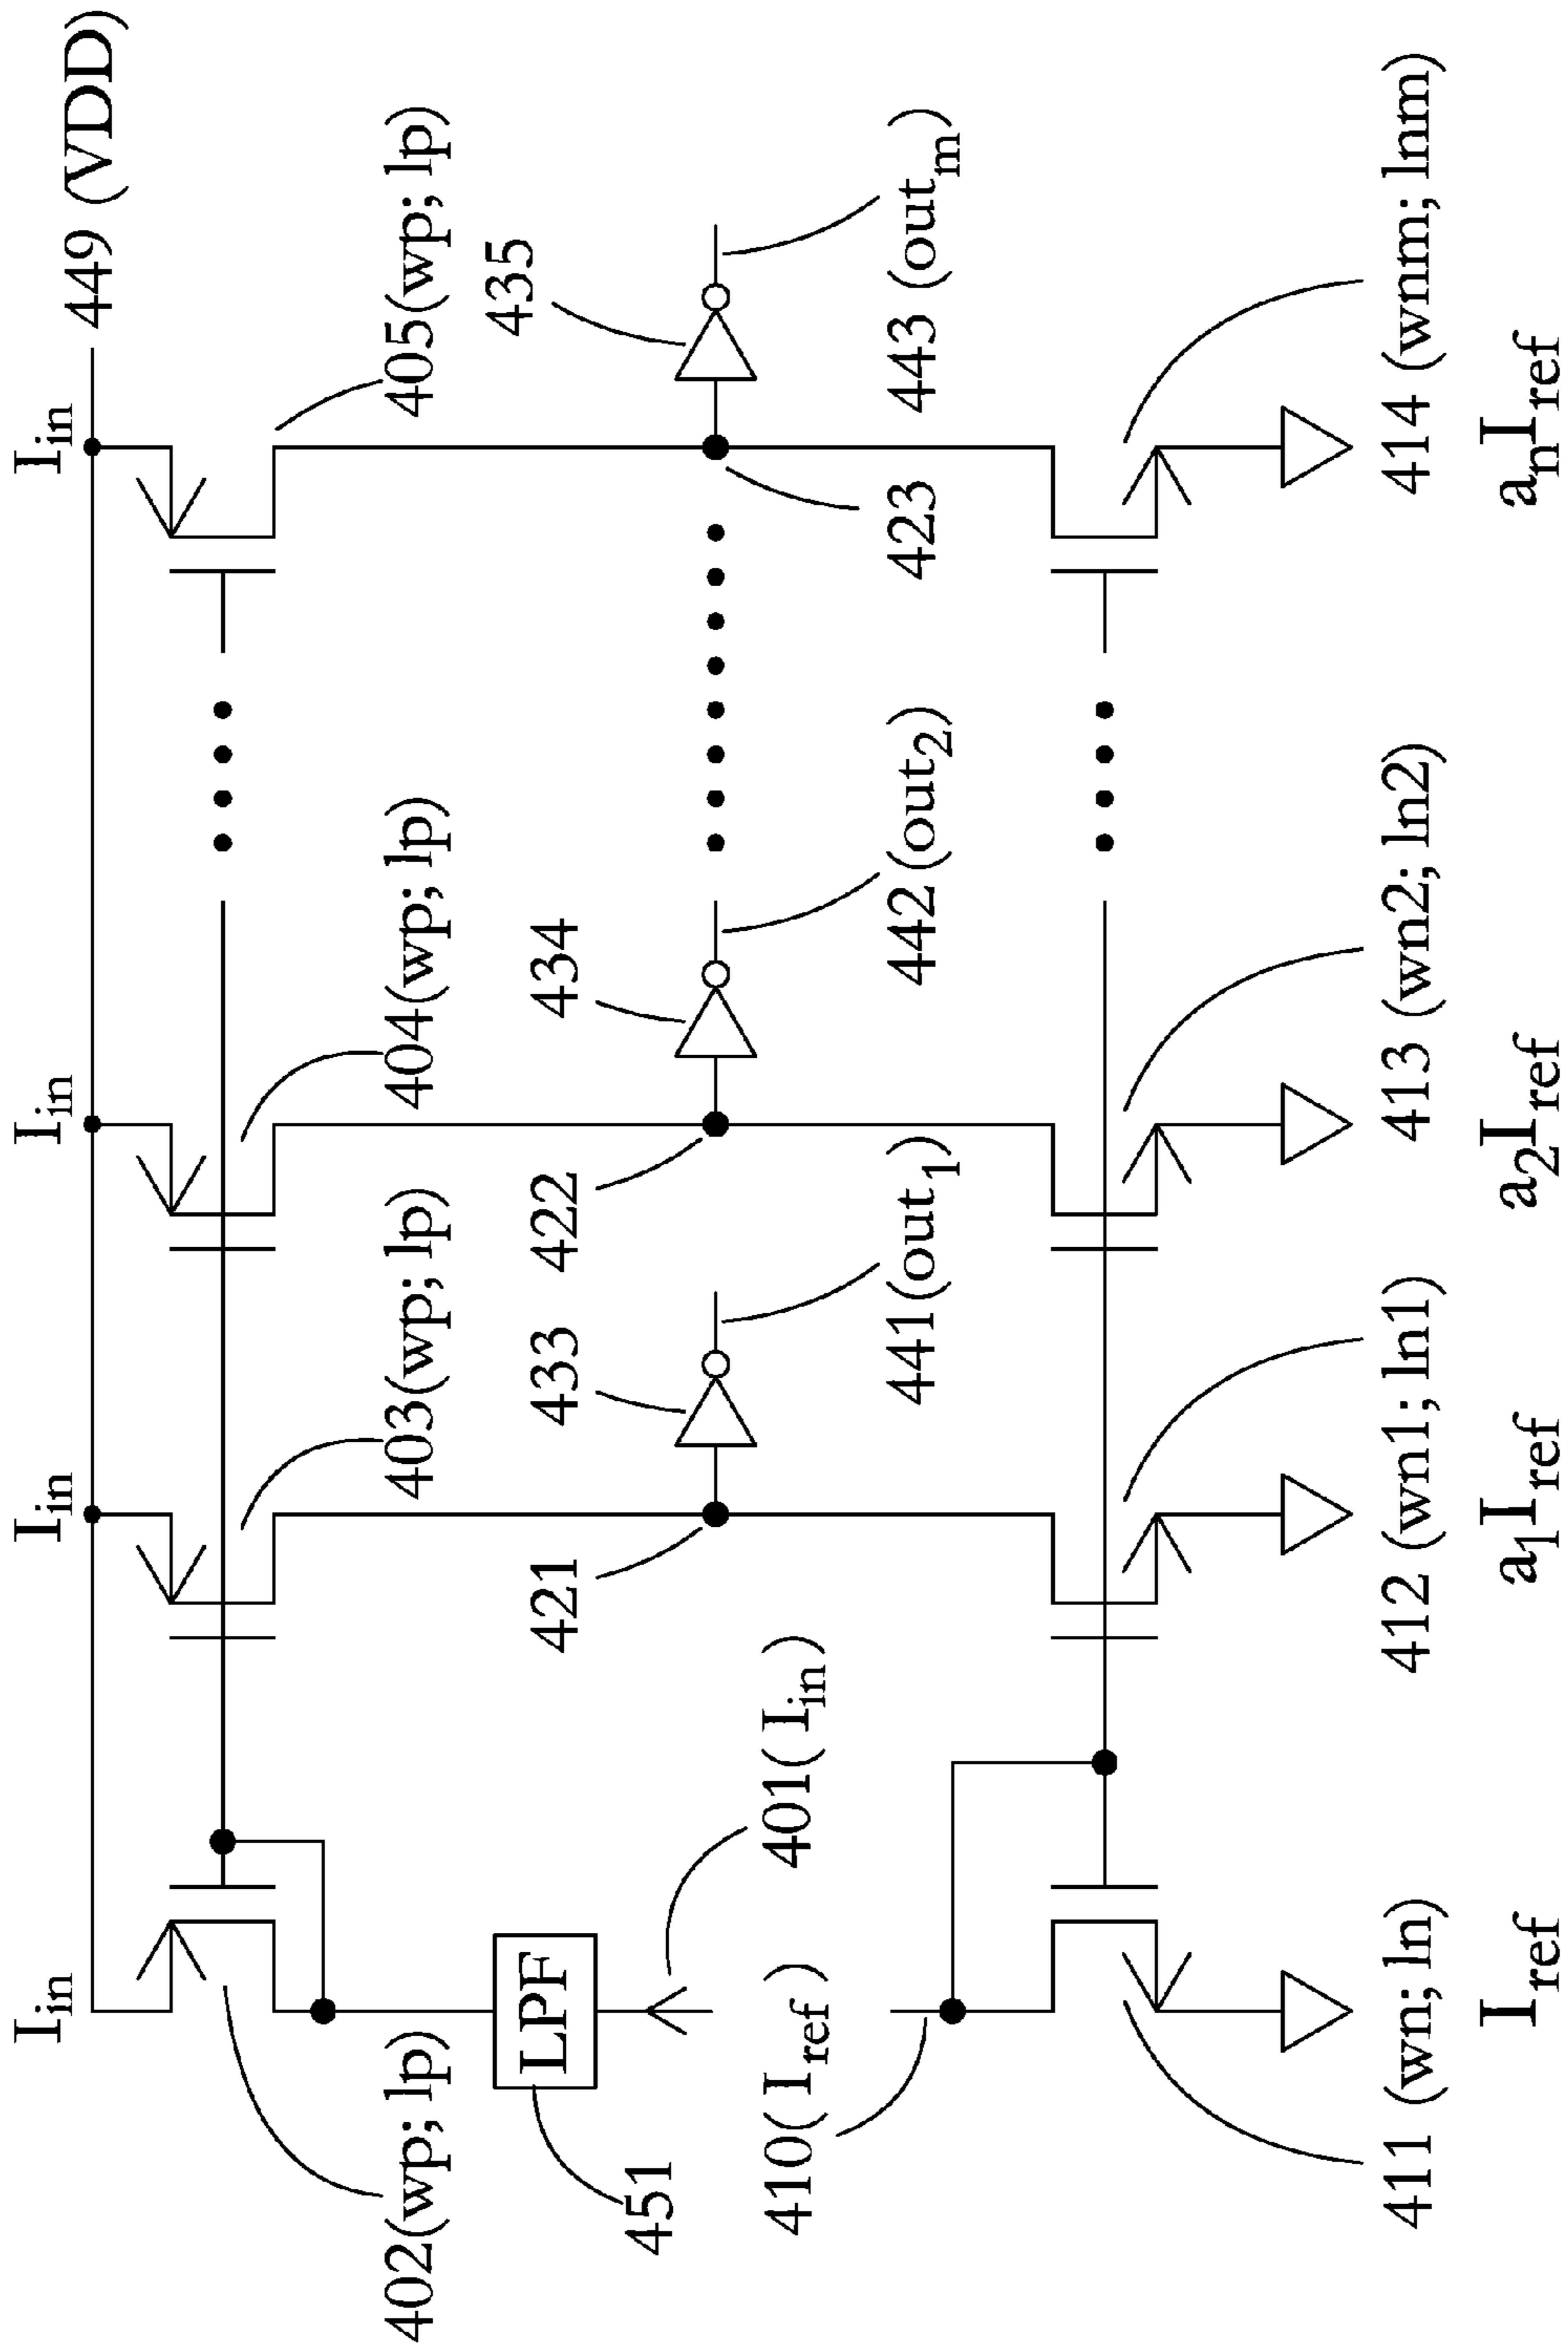 I_in I_in I_in I_in 449 (VDD)
402(wp; lp) 403(wp; lp) 404(wp; lp) 405(wp; lp)
451 LPF 421 433 422 434 435
410(I_ref) 401(I_in) 441(out_1) 442(out_2) 423 443 (out_m)
411 (wn; ln) 412 (wn1; ln1) 413 (wn2; ln2) 414 (wnm; lnm)
I_ref a_1I_ref a_2I_ref a_nI_ref